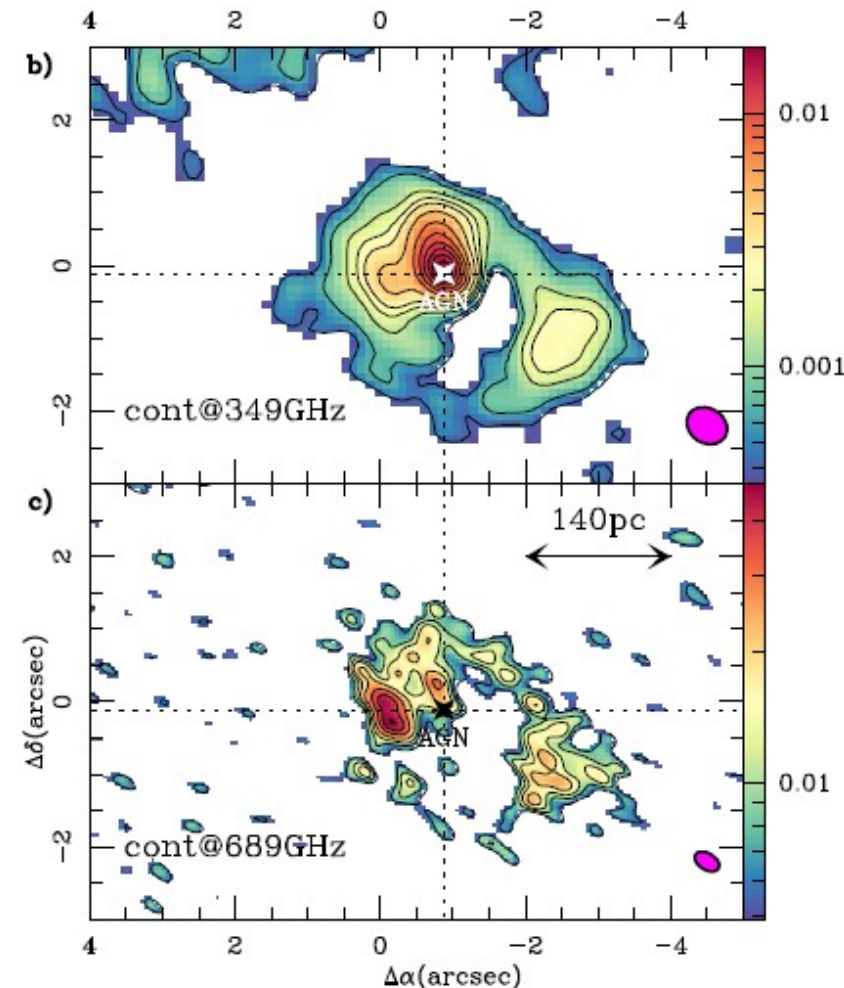 4 2 0 −2 −4
b)
2
0
−2
0.01
0.001
AGN
cont@349GHz
c)
140pc
2
0
−2
0.01
AGN
cont@689GHz
Δδ(arcsec)
4 2 0 −2 −4
Δα(arcsec)